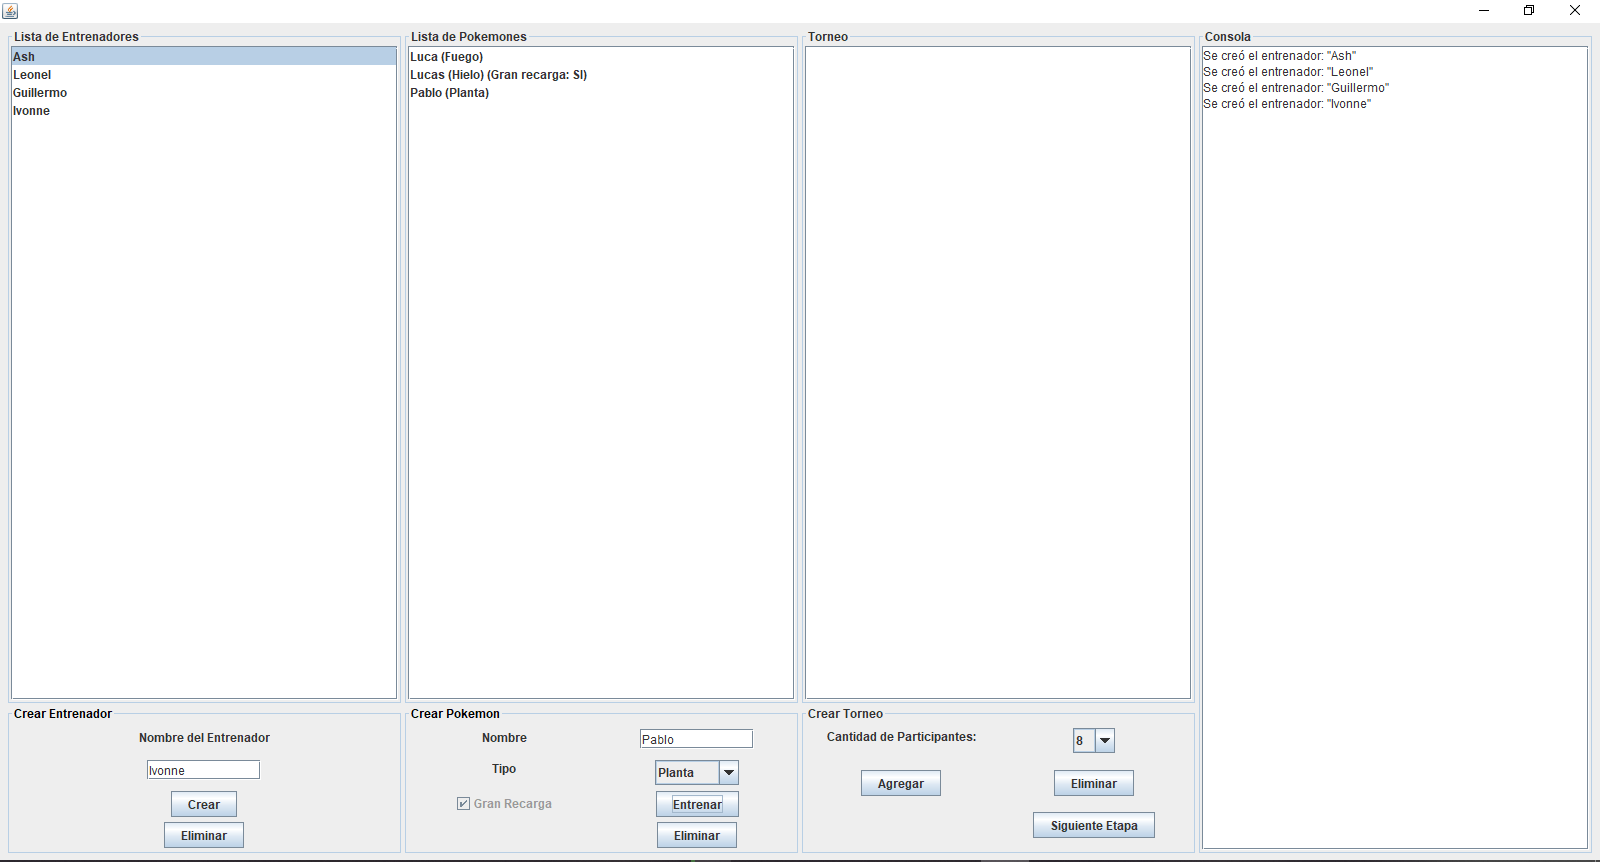 Lista de Entrenadores
Ash
Leonel
Guillermo
Ivonne
Lista de Pokemones
Luca (Fuego)
Lucas (Hielo) (Gran recarga: SI)
Pablo (Planta)
Torneo
Consola
Se creó el entrenador: "Ash"
Se creó el entrenador: "Leonel"
Se creó el entrenador: "Guillermo"
Se creó el entrenador: "Ivonne"
Crear Entrenador
Nombre del Entrenador
Ivonne
Crear
Eliminar
Crear Pokemon
Nombre
Pablo
Tipo
Planta
Gran Recarga
Entrenar
Eliminar
Crear Torneo
Cantidad de Participantes:
8
Agregar
Eliminar
Siguiente Etapa